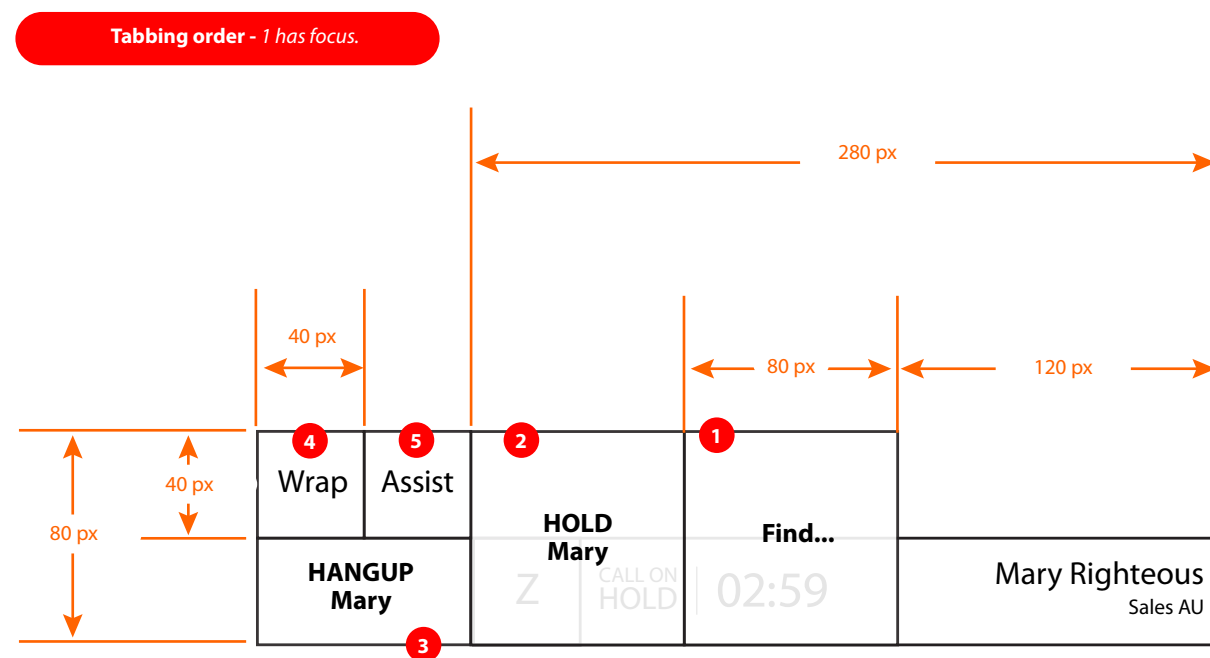 Tabbing order - 1 has focus.
280 px
40 px
80 px
120 px
4
5
2
1
Wrap
Assist
40 px
80 px
HOLD
Mary
Find...
HANGUP
Mary
Z
CALL ON
HOLD
02:59
Mary Righteous
Sales AU
3